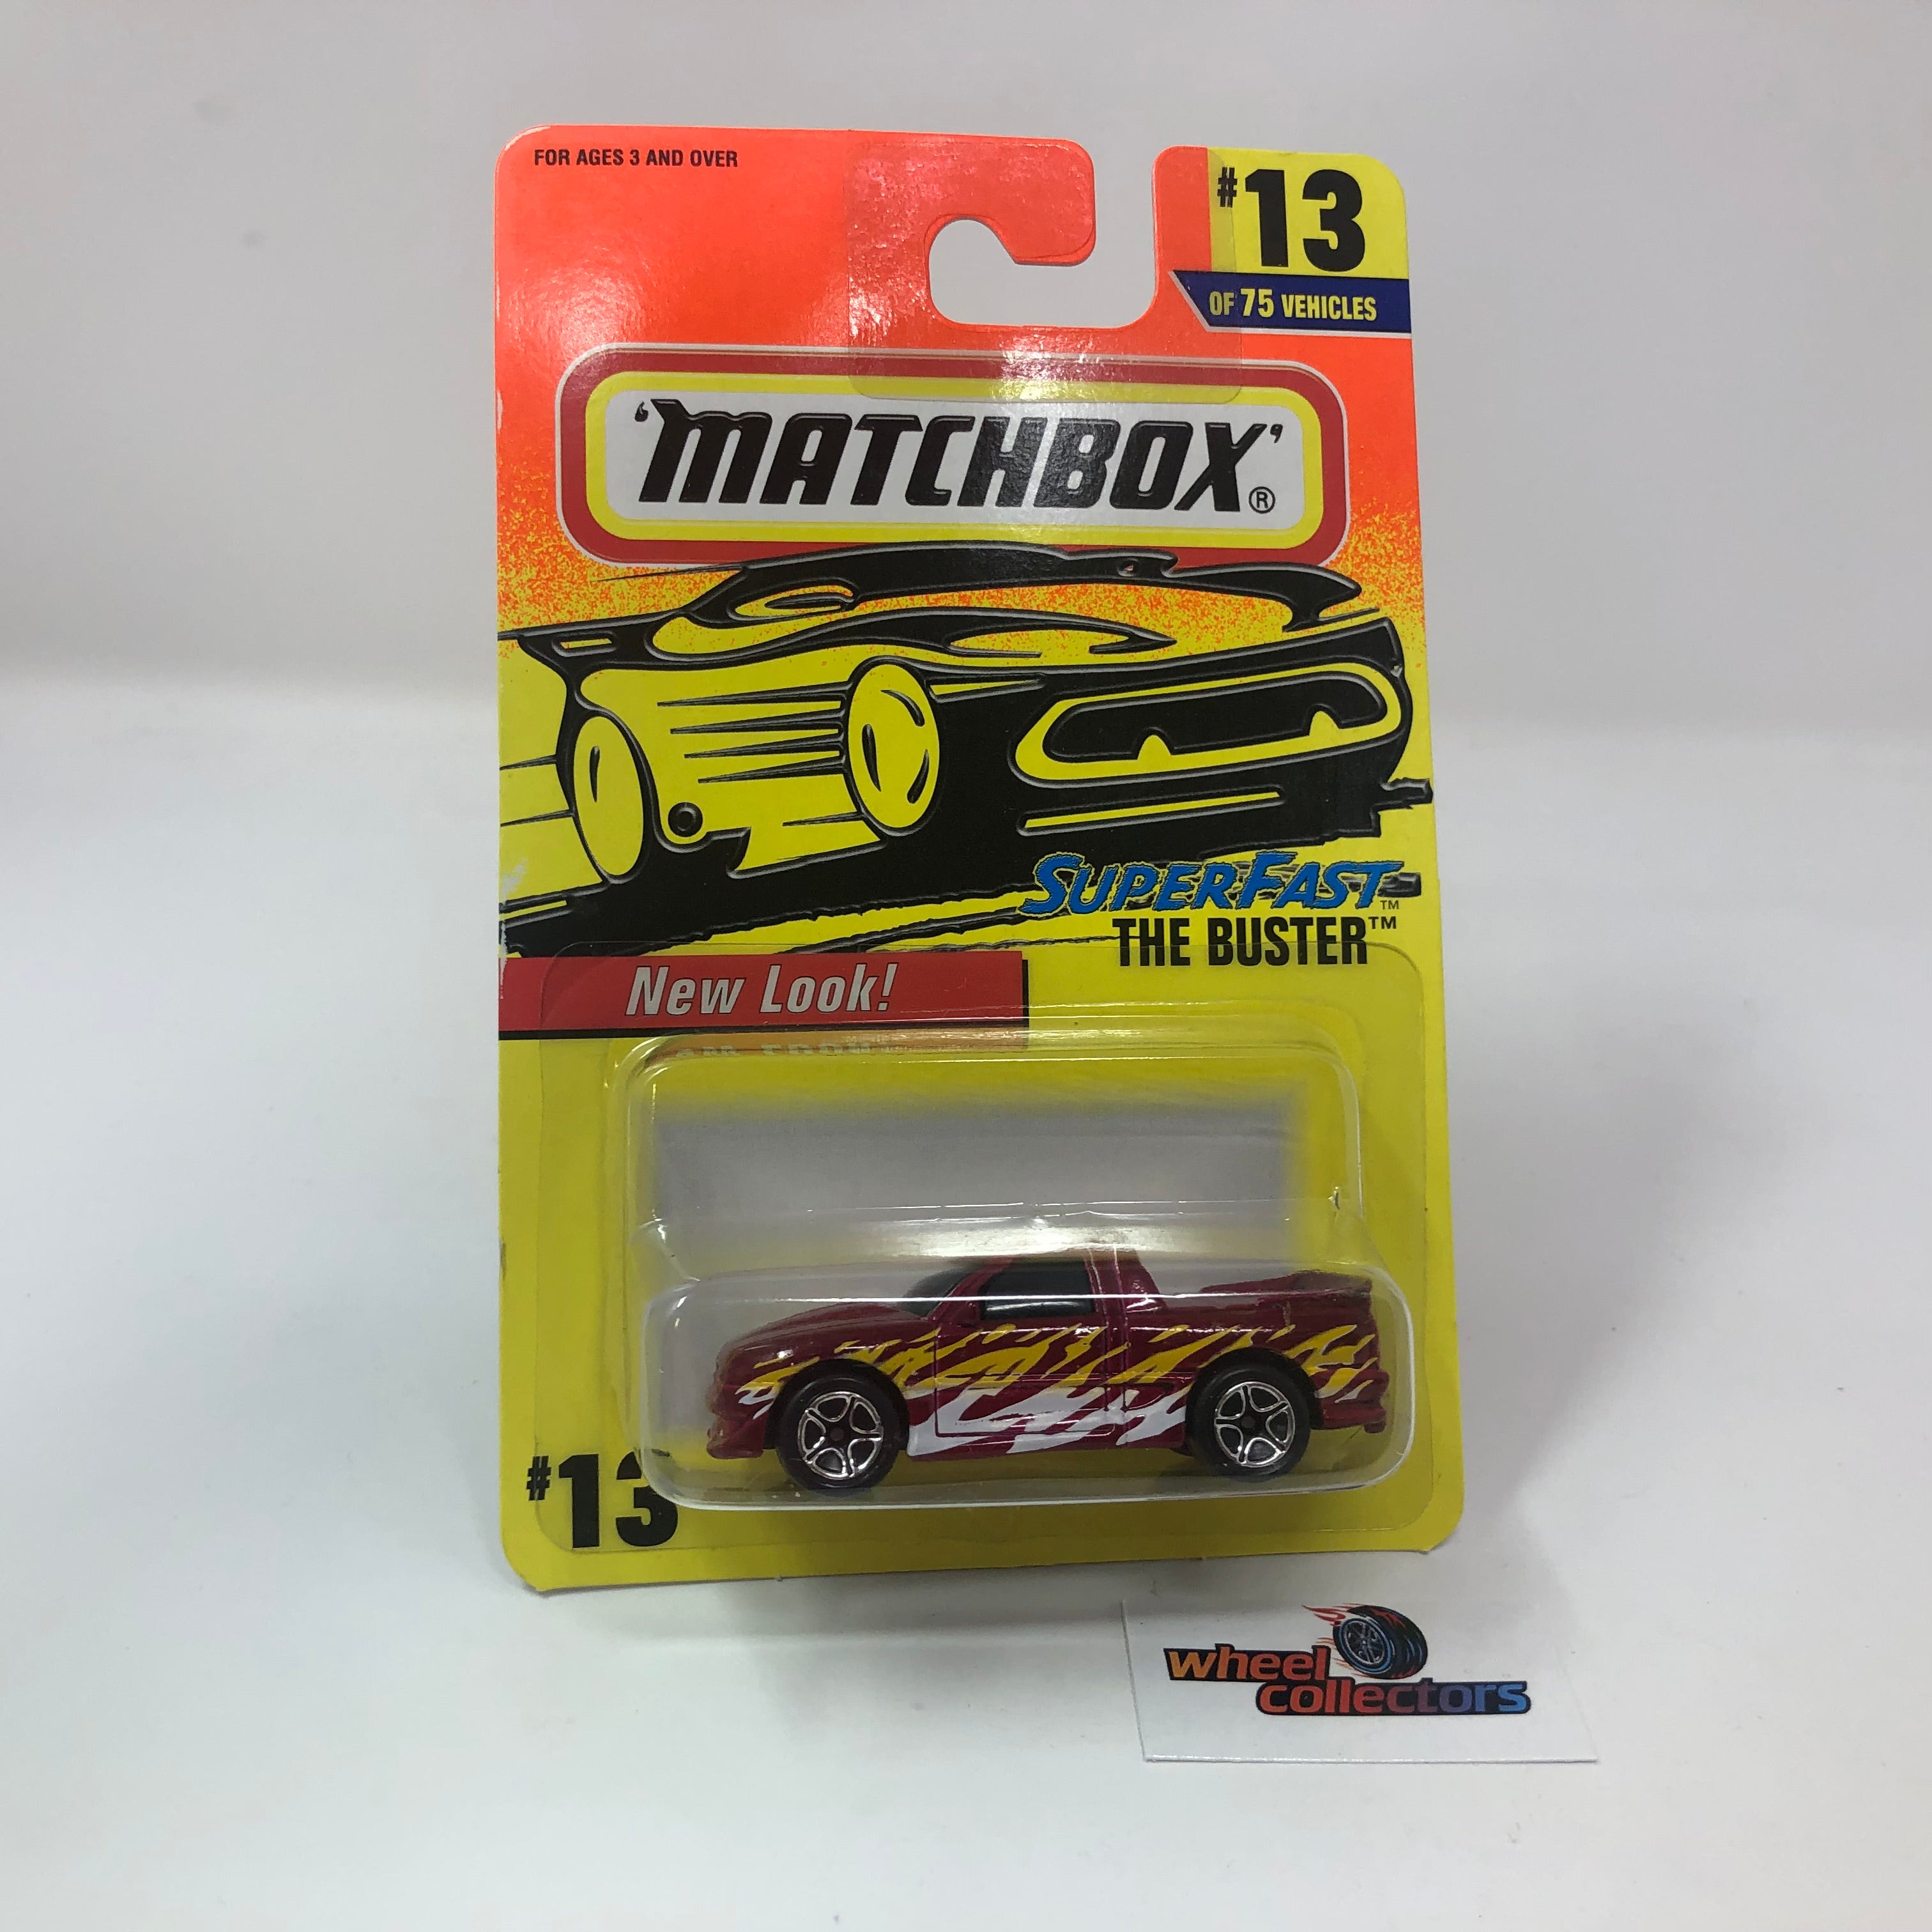 FOR AGES 3 AND OVER
#13
OF 75 VEHICLES
'MATCHBOX'®
SUPERFAST™
THE BUSTER™
New Look!
#13
wheel
collectors